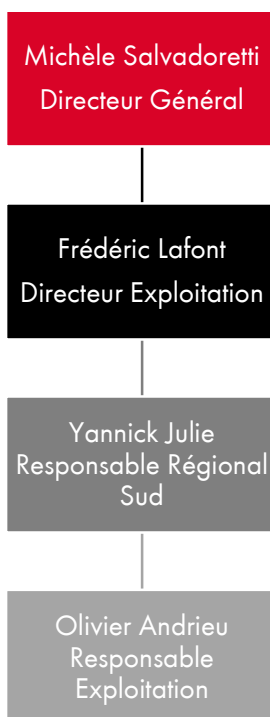 Michèle Salvadoretti
Directeur Général
Frédéric Lafont
Directeur Exploitation
Yannick Julie
Responsable Régional
Sud
Olivier Andrieu
Responsable
Exploitation